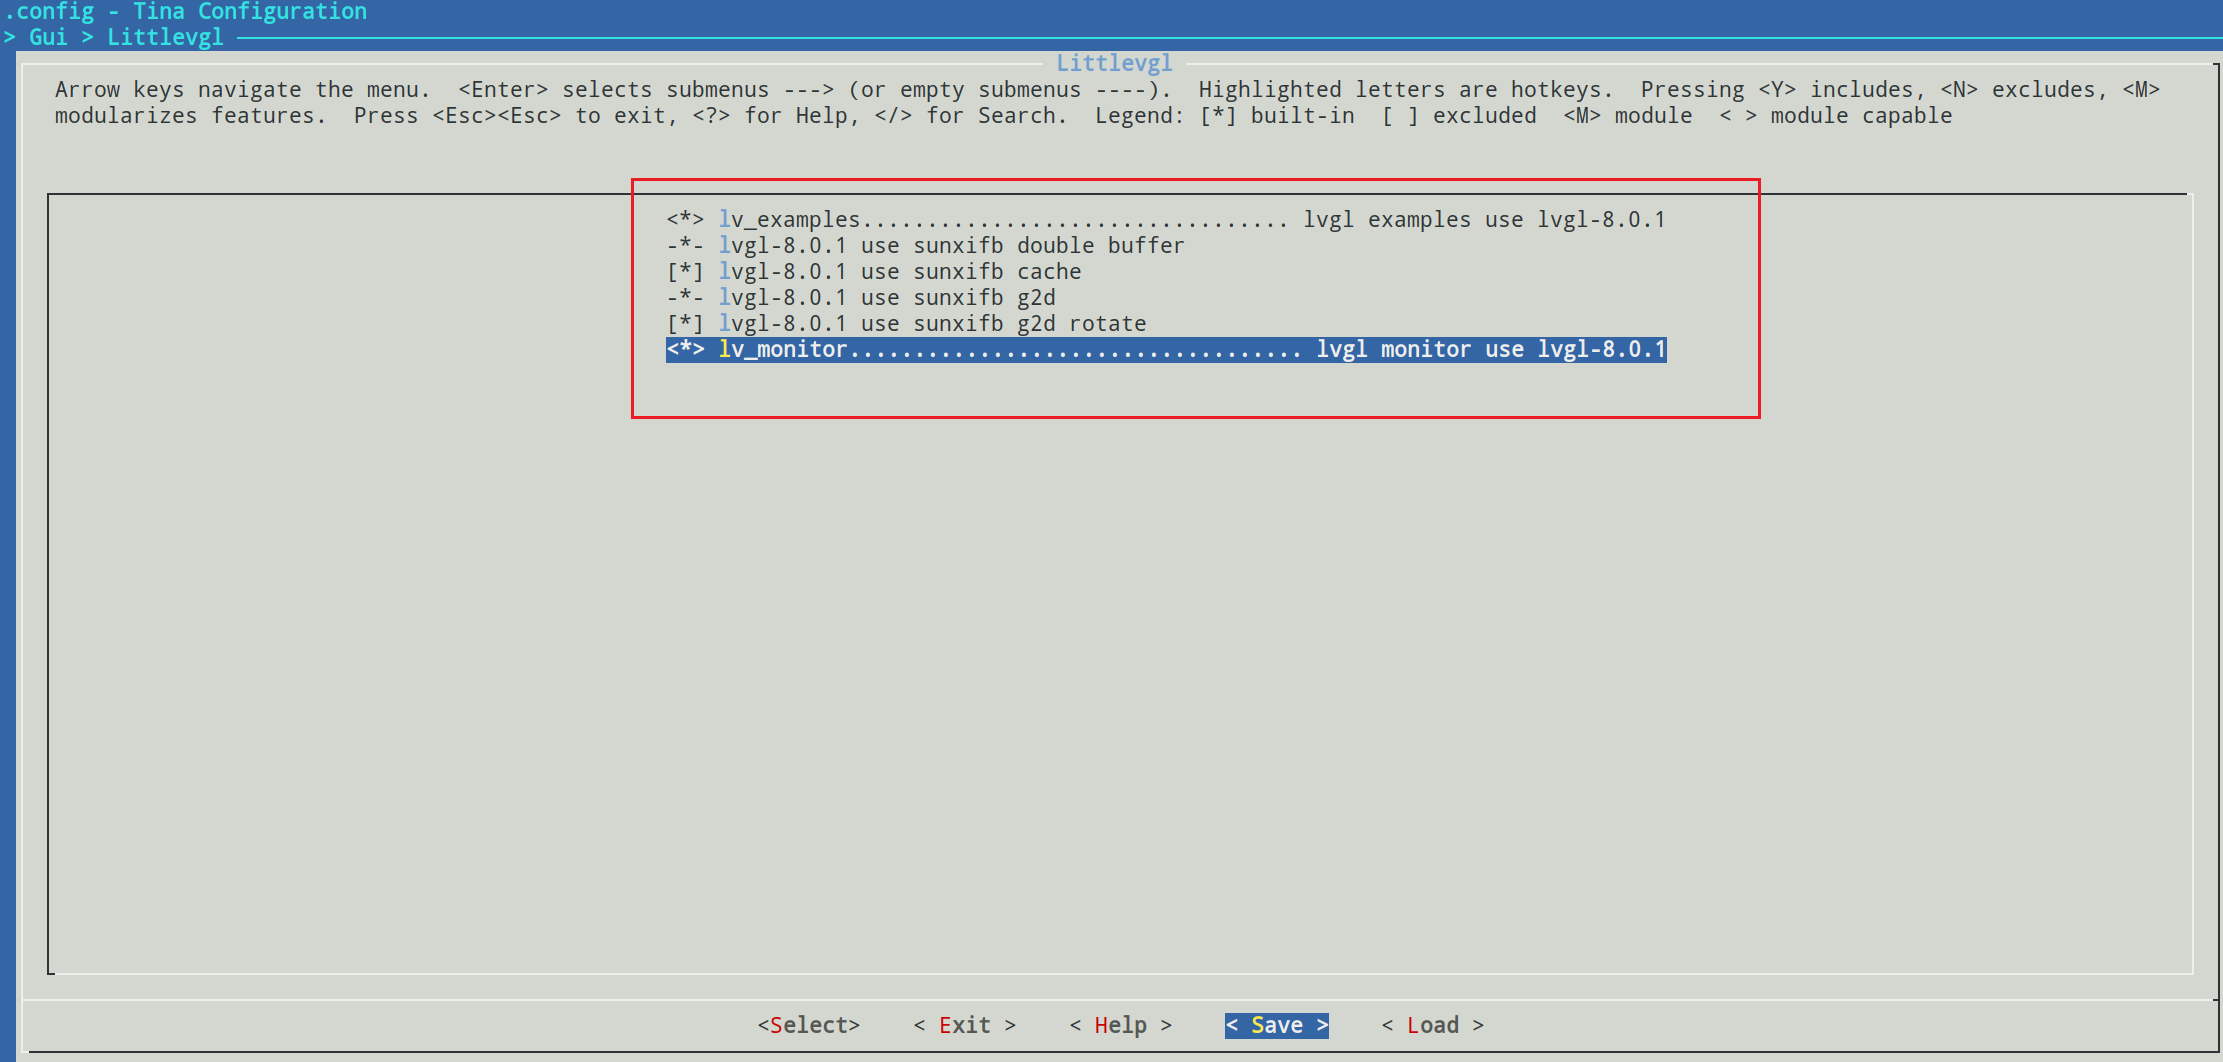 .config - Tina Configuration
> Gui > Littlevgl
Littlevgl
Arrow keys navigate the menu.  <Enter> selects submenus ---> (or empty submenus ----).  Highlighted letters are hotkeys.  Pressing <Y> includes, <N> excludes, <M>
modularizes features.  Press <Esc><Esc> to exit, <?> for Help, </> for Search.  Legend: [*] built-in  [ ] excluded  <M> module  < > module capable
<*> lv_examples................................. lvgl examples use lvgl-8.0.1
-*- lvgl-8.0.1 use sunxifb double buffer
[*] lvgl-8.0.1 use sunxifb cache
-*- lvgl-8.0.1 use sunxifb g2d
[*] lvgl-8.0.1 use sunxifb g2d rotate
<*> lv_monitor................................... lvgl monitor use lvgl-8.0.1
<Select>    < Exit >    < Help >    < Save >    < Load >